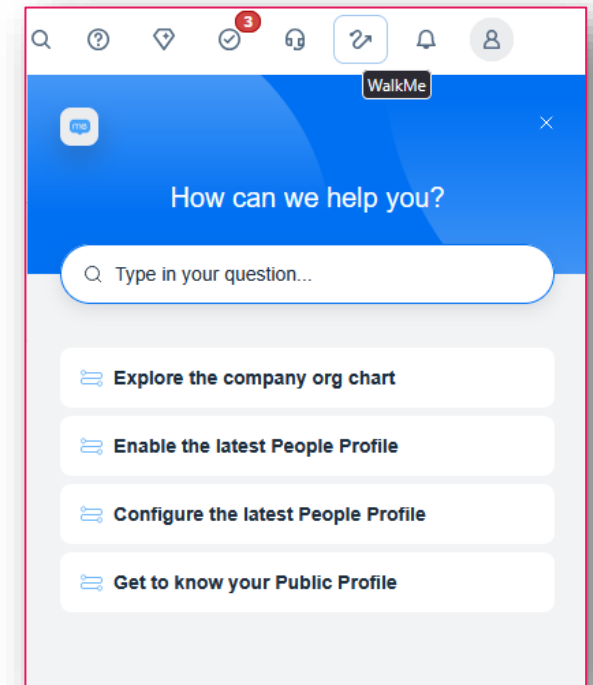 3
WalkMe
me
How can we help you?
Type in your question...
Explore the company org chart
Enable the latest People Profile
Configure the latest People Profile
Get to know your Public Profile